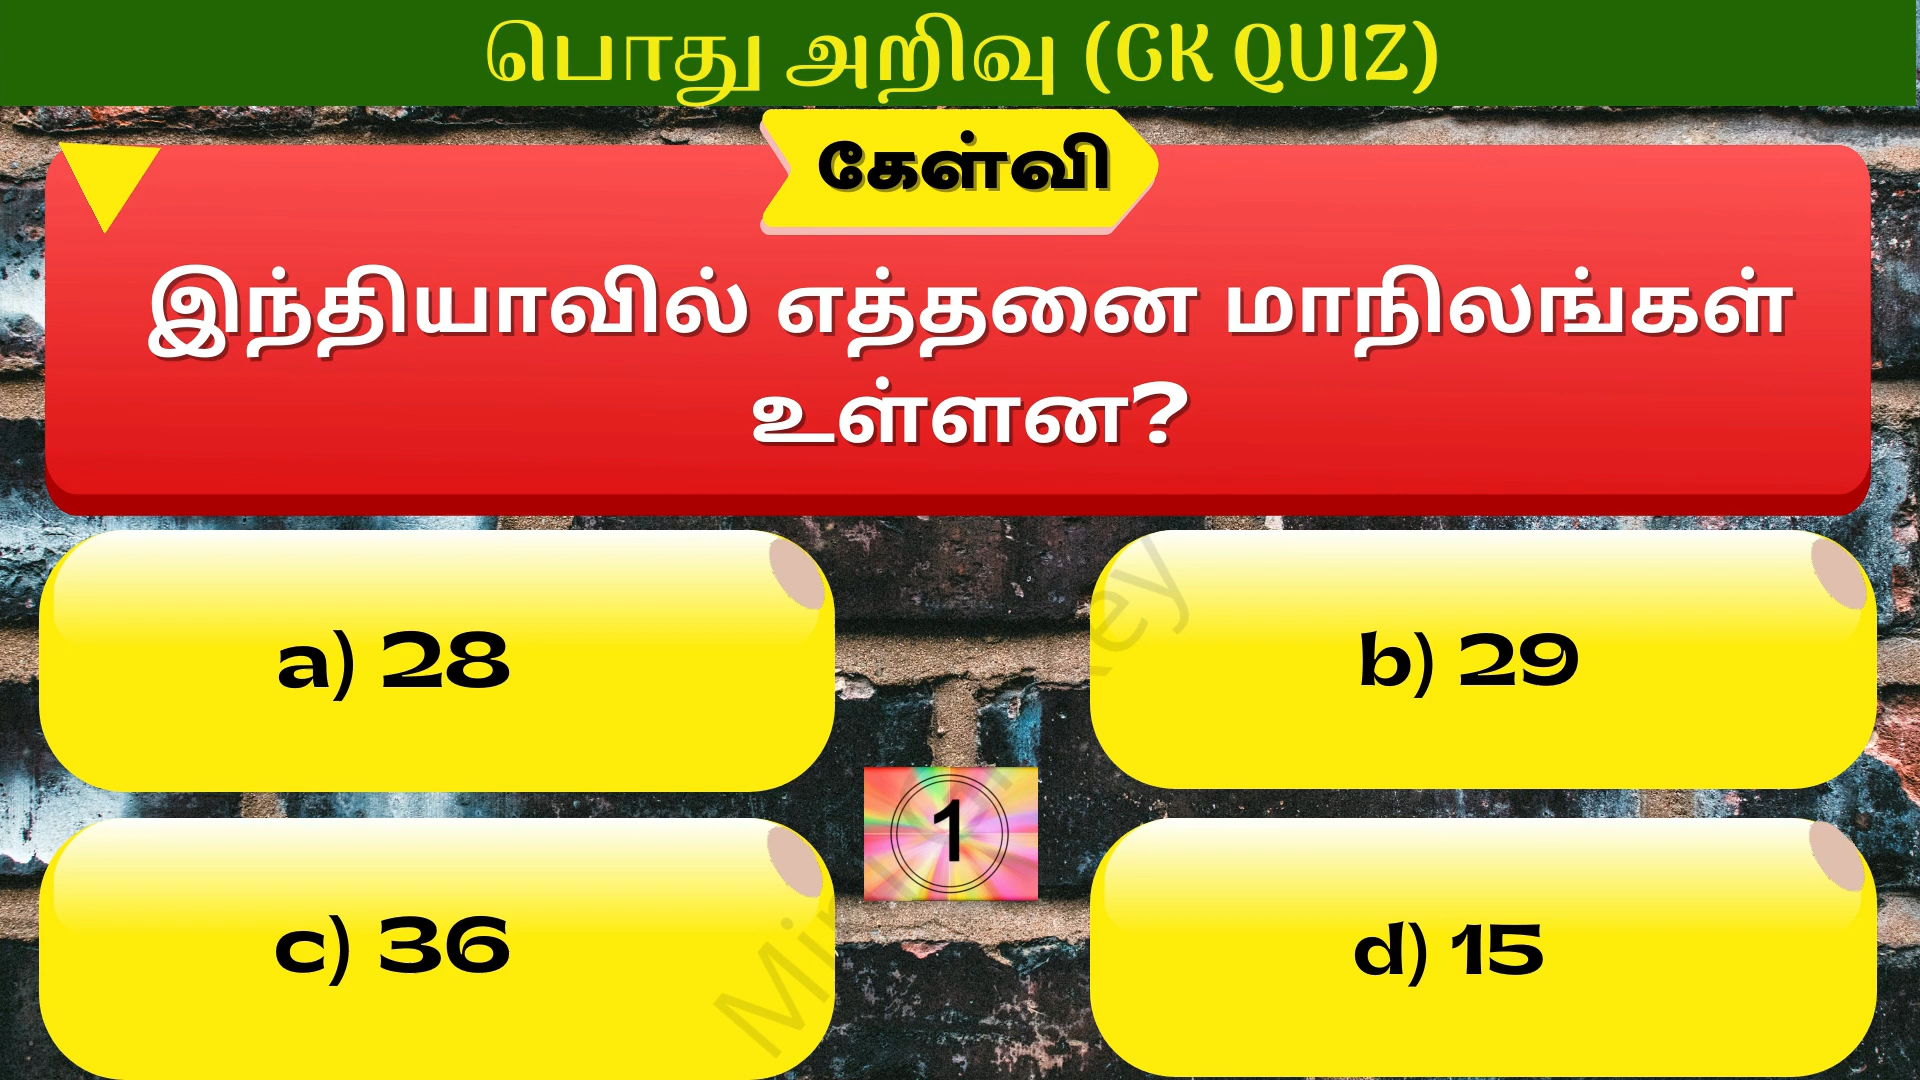 பொது அறிவு (GK QUIZ)
கேள்வி
இந்தியாவில் எத்தனை மாநிலங்கள்
உள்ளன?
a) 28
b) 29
1
c) 36
d) 15